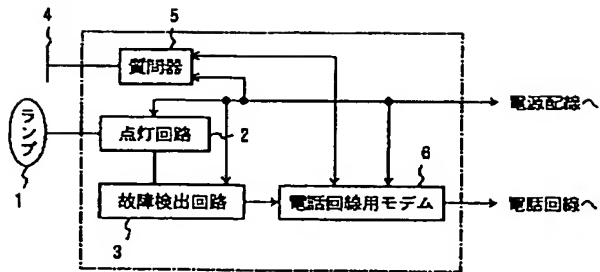 4
5
質問器
電源配線へ
ランプ
点灯回路
2
6
1
故障検出回路
電話回線用モデム
電話回線へ
3